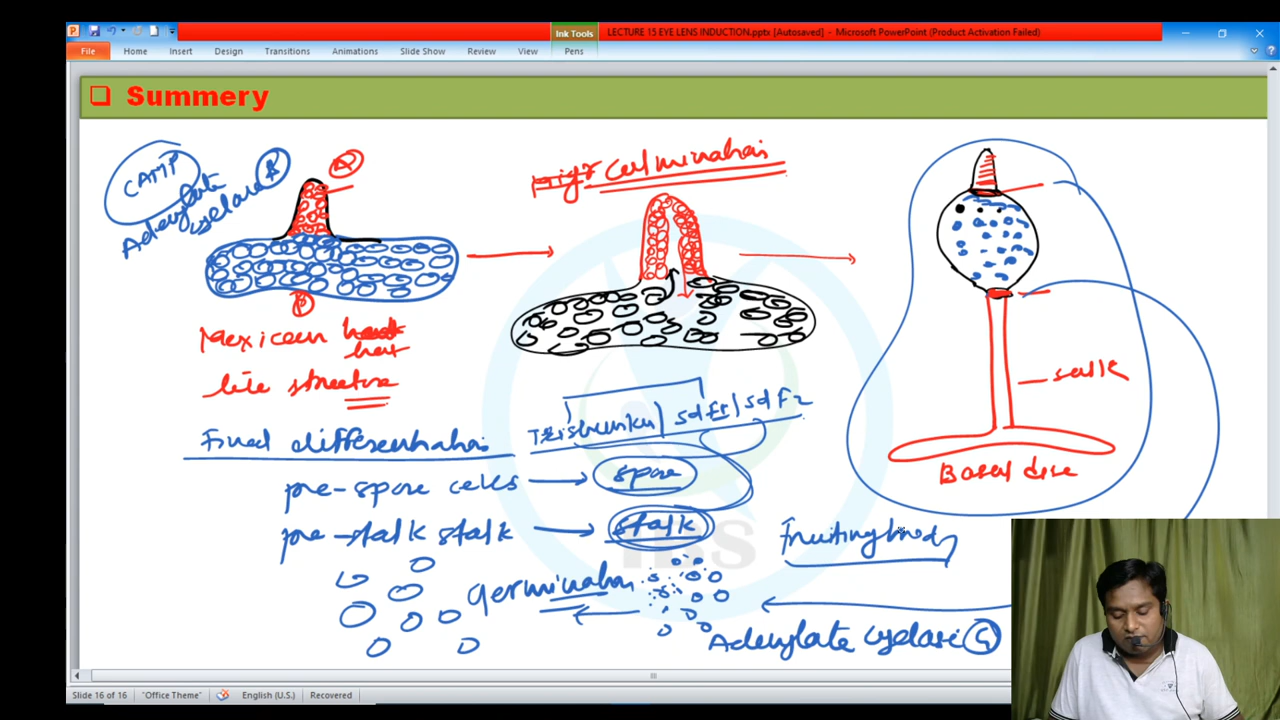 Ink Tools
LECTURE 15 EYE LENS INDUCTION.pptx [Autosaved] - Microsoft PowerPoint (Product Activation Failed)
File Home Insert Design Transitions Animations Slide Show Review View Pens
Summery
CAMP
Adenylate
cyclase B
A
B
Mexican
hat
like structure
culmination
stalk
Basal disc
Final differentiation
Trishanku / sdF1 / sdF2
pre-spore cells → spore
pre-stalk stalk → stalk
Fruiting body
germination
Adenylate cyclase G
IBS
Slide 16 of 16 "Office Theme" English (U.S.) Recovered